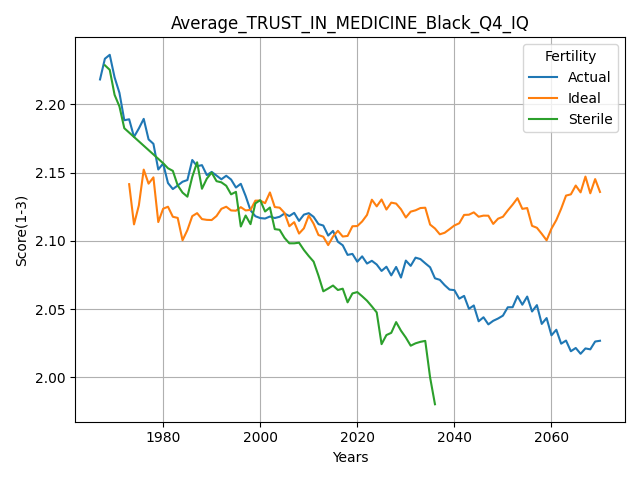 Average_TRUST_IN_MEDICINE_Black_Q4_IQ
Fertility
Actual
Ideal
Sterile
Score(1-3)
2.20
2.15
2.10
2.05
2.00
1980
2000
2020
2040
2060
Years